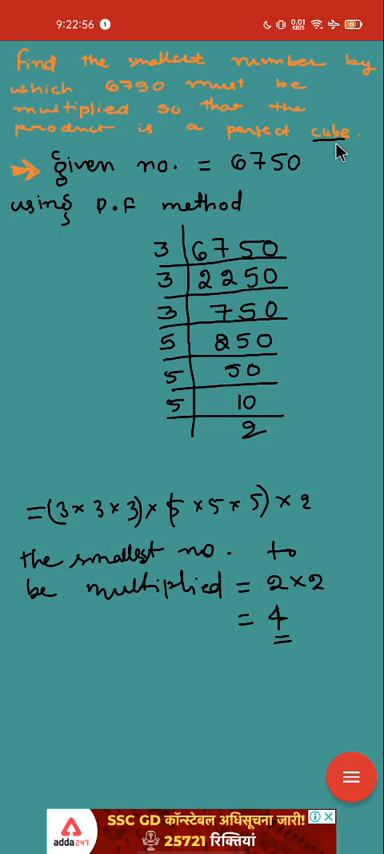 9:22:56
0.01 KB/S
Find the smallest number by
which 6750 must be
multiplied so that the
product is a perfect cube.
given no. = 6750
using P.F method
3 | 6750
3 | 2250
3 | 750
5 | 250
5 | 50
5 | 10
2
=(3×3×3)×(5×5×5)×2
the smallest no. to
be multiplied = 2×2
= 4
adda247
SSC GD कॉन्स्टेबल अधिसूचना जारी!
25721 रिक्तियां